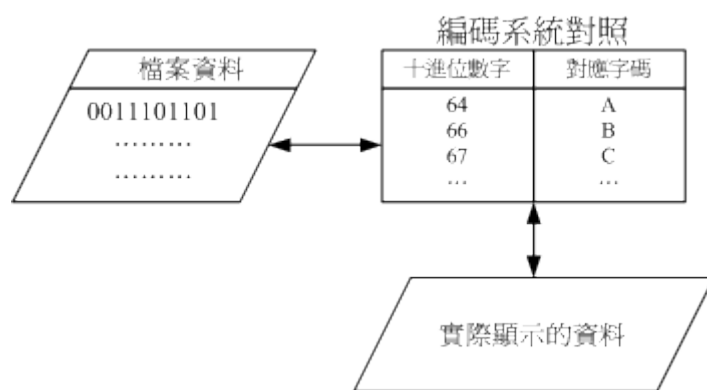 編碼系統對照
檔案資料
0011101101
………
………
十進位數字 對應字碼
64 A
66 B
67 C
… …
實際顯示的資料